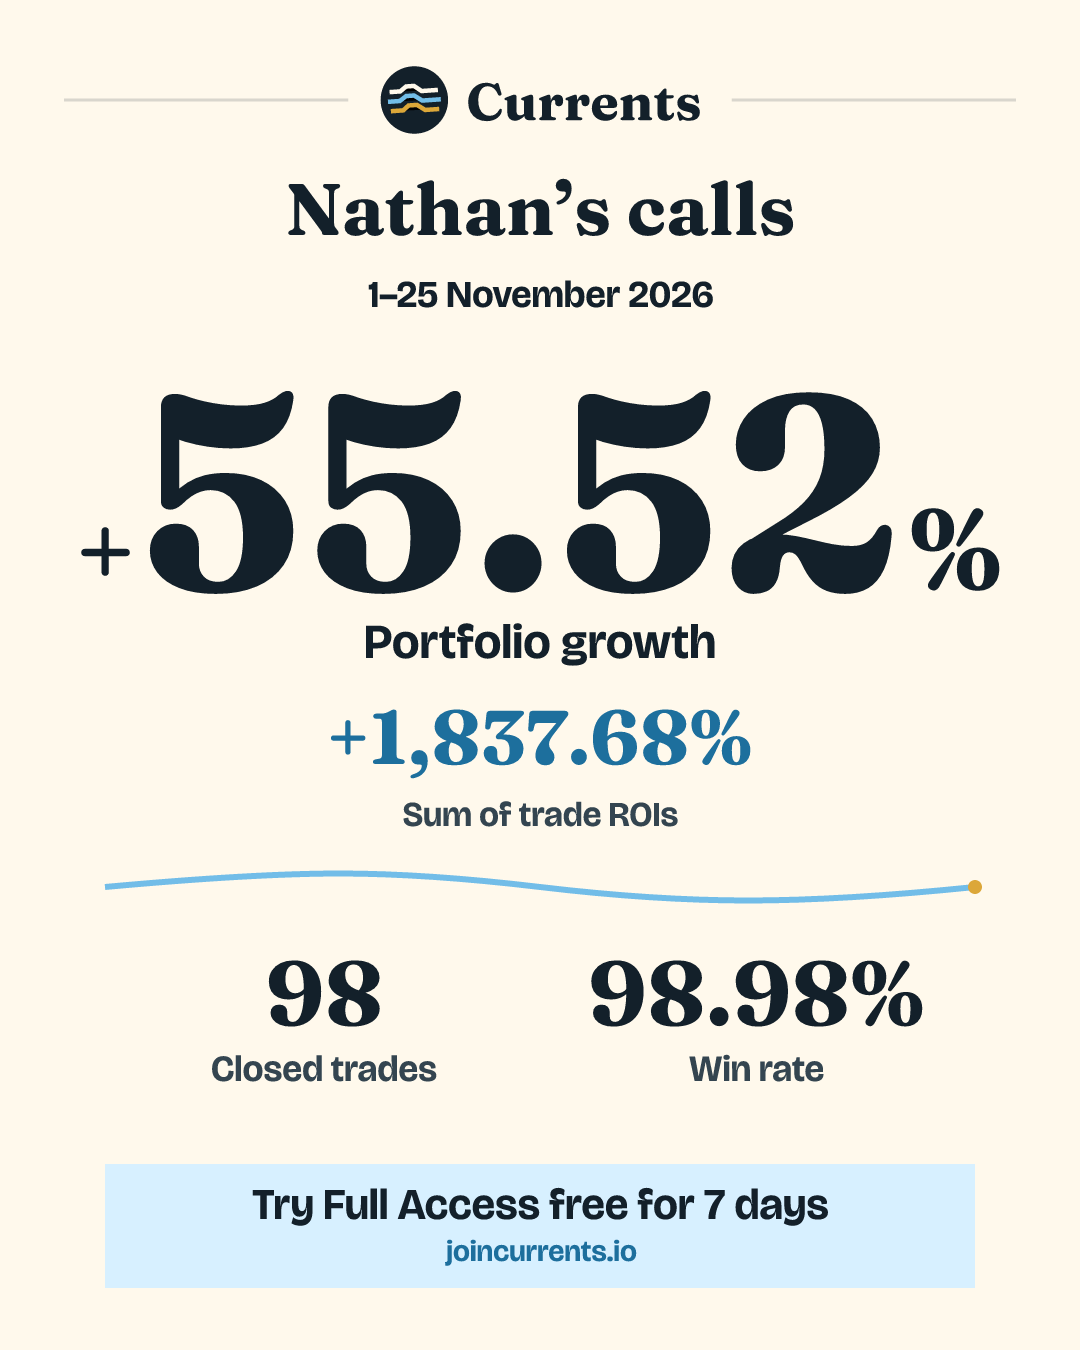 Currents
Nathan’s calls
1–25 November 2026
+55.52%
Portfolio growth
+1,837.68%
Sum of trade ROIs
98 98.98%
Closed trades Win rate
Try Full Access free for 7 days
joincurrents.io